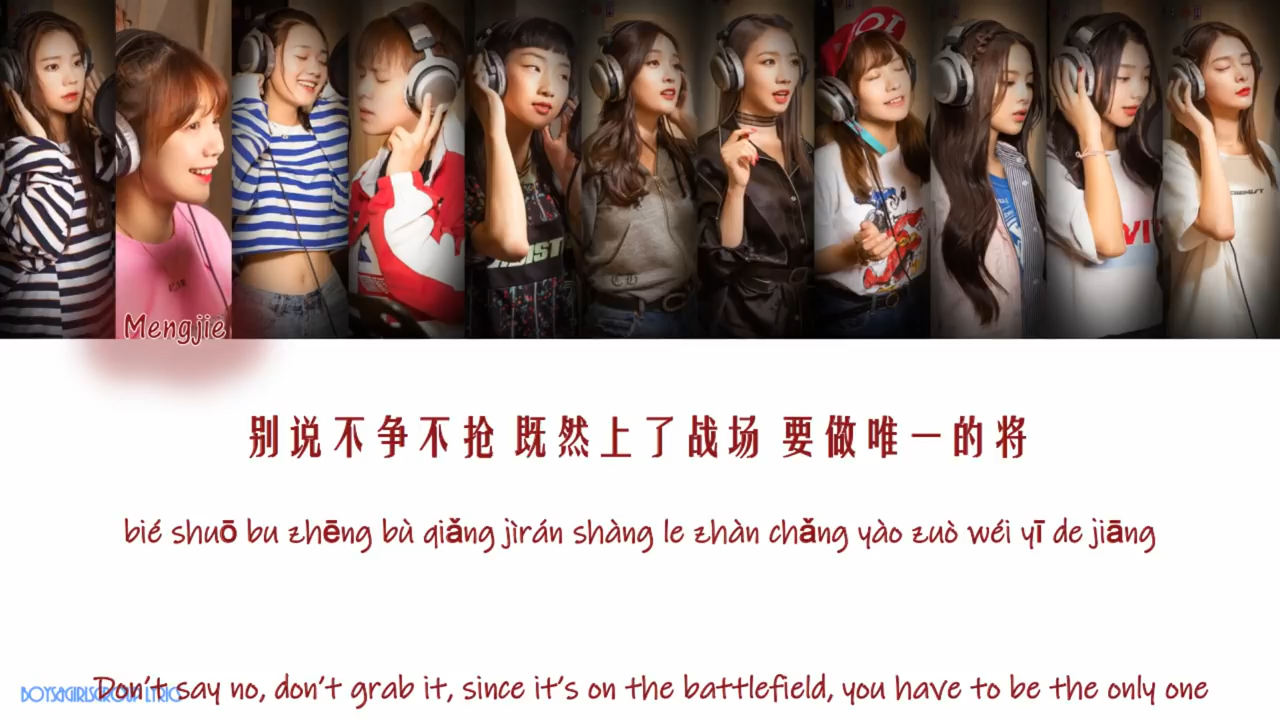 Mengjie
别说不争不抢 既然上了战场 要做唯一的将
bié shuō bu zhēng bù qiǎng jìrán shàng le zhàn chǎng yào zuò wéi yī de jiāng
Don't say no, don't grab it, since it's on the battlefield, you have to be the only one